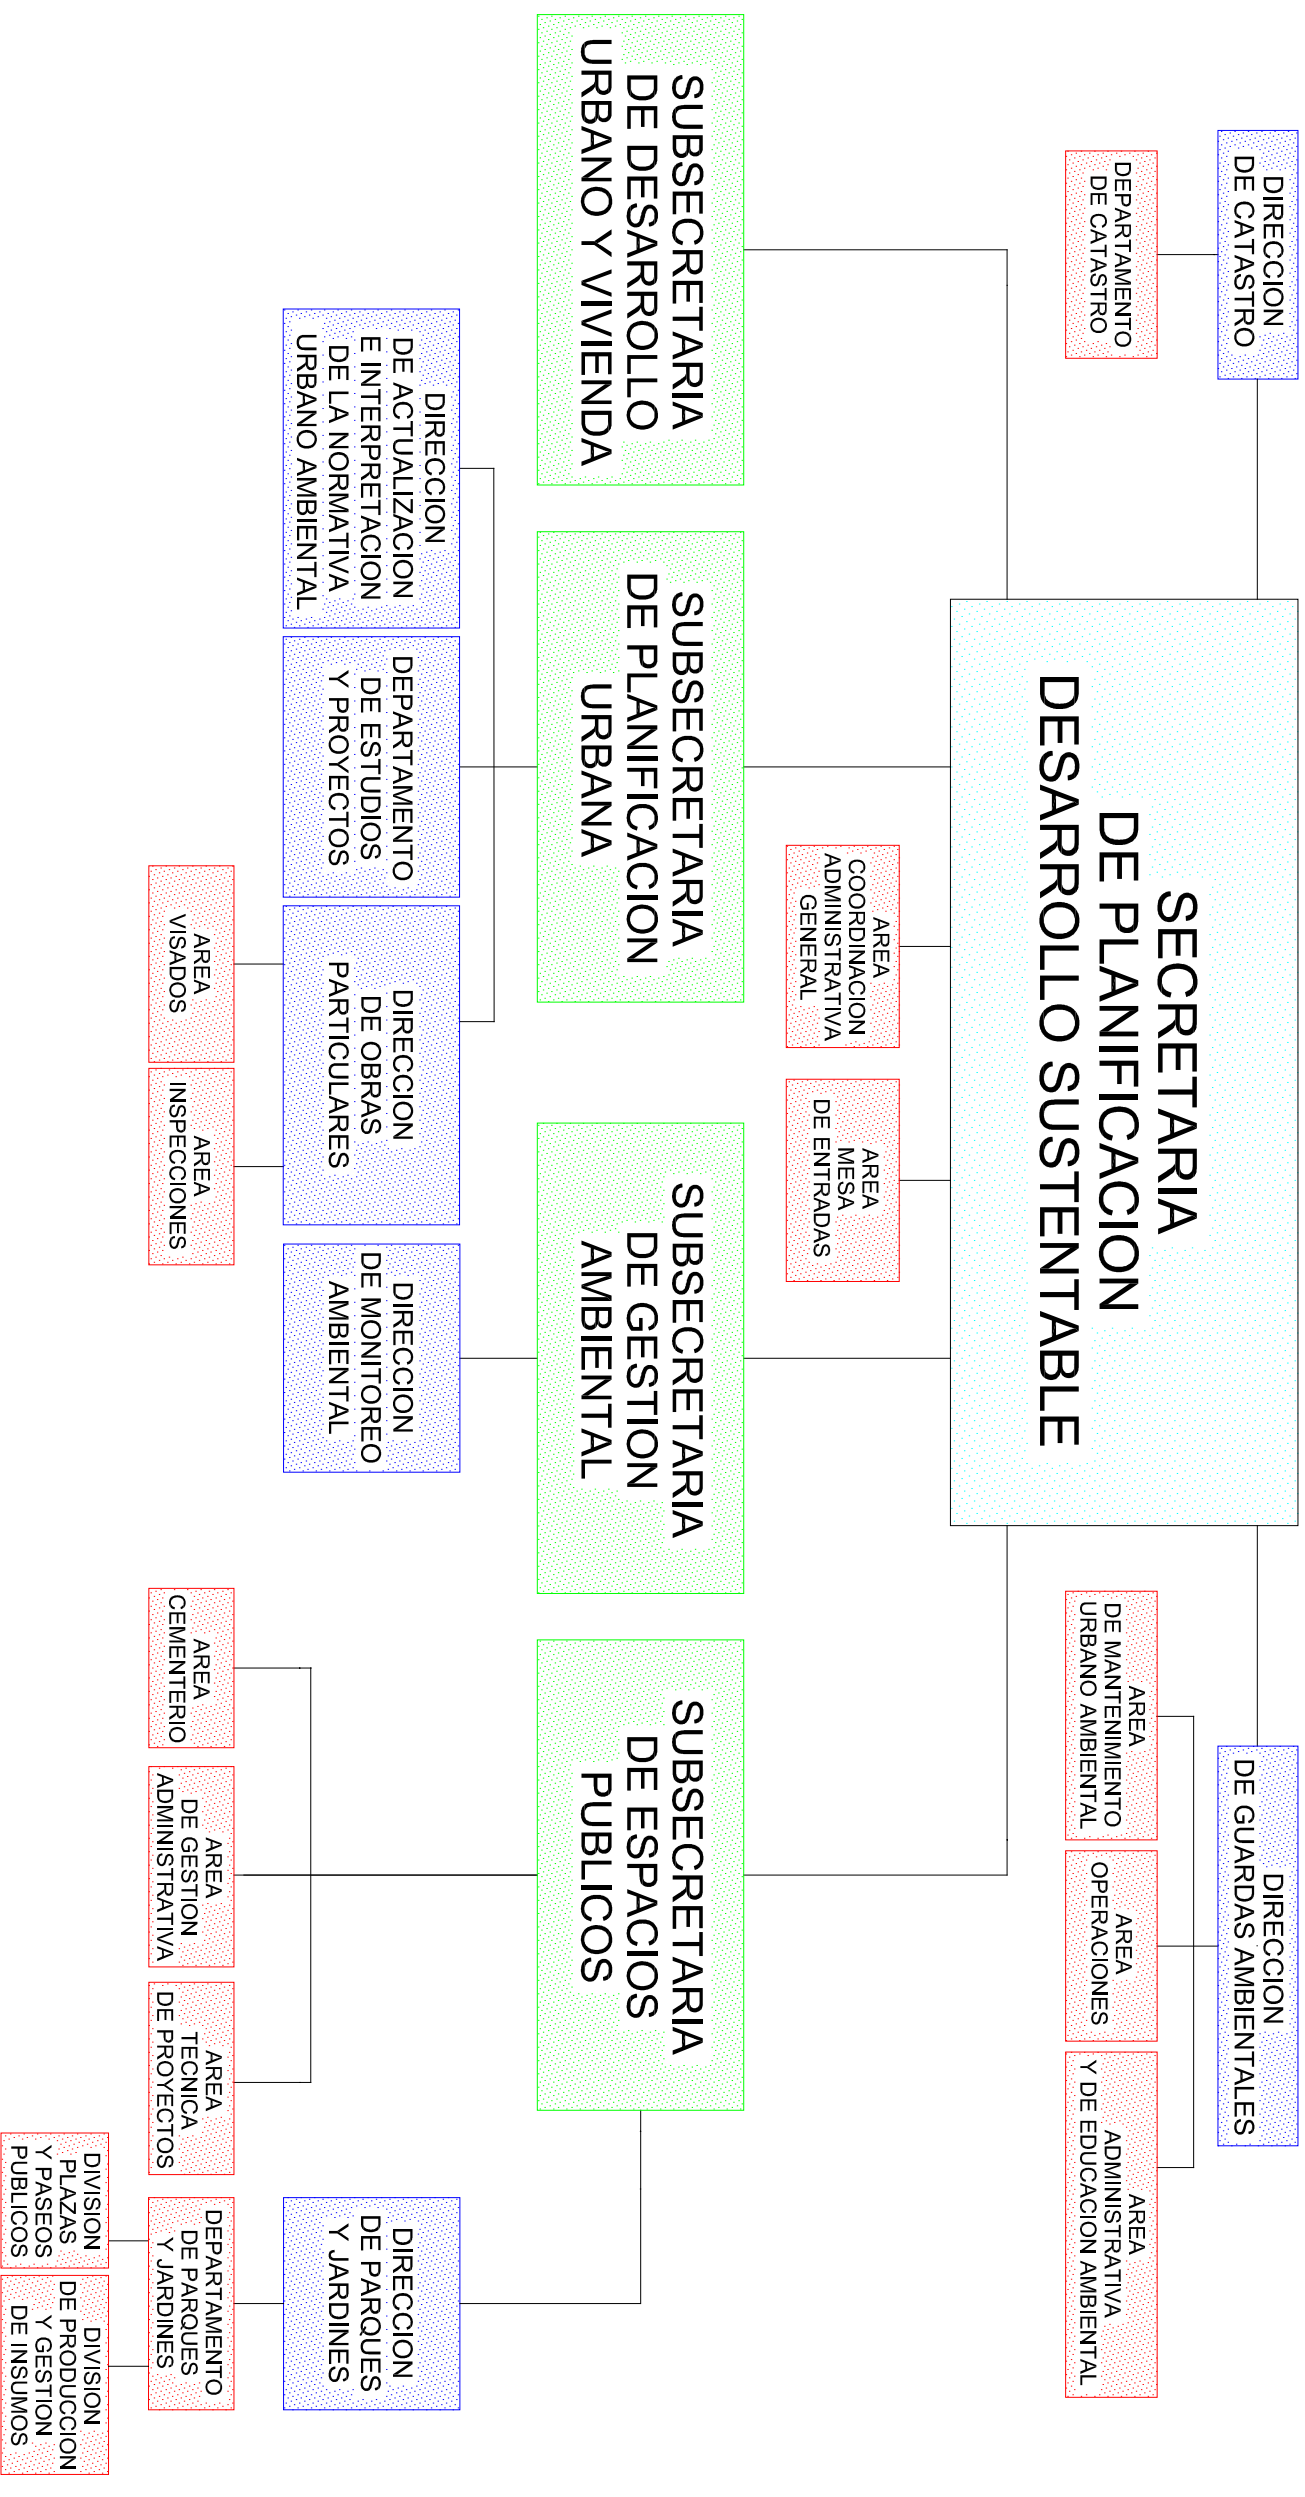 SECRETARIA
DE PLANIFICACION
DESARROLLO SUSTENTABLE
DIRECCION
DE CATASTRO
DEPARTAMENTO
DE CATASTRO
DIRECCION
DE GUARDAS AMBIENTALES
AREA
DE MANTENIMIENTO
URBANO AMBIENTAL
AREA
OPERACIONES
AREA
ADMINISTRATIVA
Y DE EDUCACION AMBIENTAL
AREA
COORDINACION
ADMINISTRATIVA
GENERAL
AREA
MESA
DE ENTRADAS
SUBSECRETARIA
DE DESARROLLO
URBANO Y VIVIENDA
SUBSECRETARIA
DE PLANIFICACION
URBANA
SUBSECRETARIA
DE GESTION
AMBIENTAL
SUBSECRETARIA
DE ESPACIOS
PUBLICOS
DIRECCION
DE ACTUALIZACION
E INTERPRETACION
DE LA NORMATIVA
URBANO AMBIENTAL
DEPARTAMENTO
DE ESTUDIOS
Y PROYECTOS
DIRECCION
DE OBRAS
PARTICULARES
DIRECCION
DE MONITOREO
AMBIENTAL
DIRECCION
DE PARQUES
Y JARDINES
AREA
VISADOS
AREA
INSPECCIONES
AREA
CEMENTERIO
AREA
DE GESTION
ADMINISTRATIVA
AREA
TECNICA
DE PROYECTOS
DEPARTAMENTO
DE PARQUES
Y JARDINES
DIVISION
PLAZAS
Y PASEOS
PUBLICOS
DIVISION
DE PRODUCCION
Y GESTION
DE INSUMOS